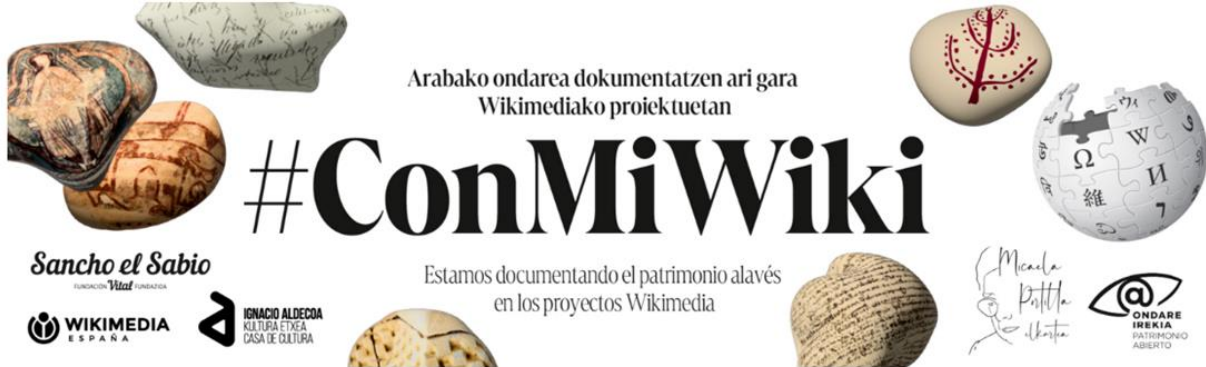 Arabako ondarea dokumentatzen ari gara
Wikimediako proiektuetan
#ConMiWiki
Estamos documentando el patrimonio alavés
en los proyectos Wikimedia
Sancho el Sabio
FUNDACIÓN Vital FUNDAZIOA
WIKIMEDIA
ESPAÑA
IGNACIO ALDECOA
KULTURA ETXEA
CASA DE CULTURA
Micaela
Portilla
elkartea
@
ONDARE
IREKIA
PATRIMONIO
ABIERTO
Ω
W
И
維